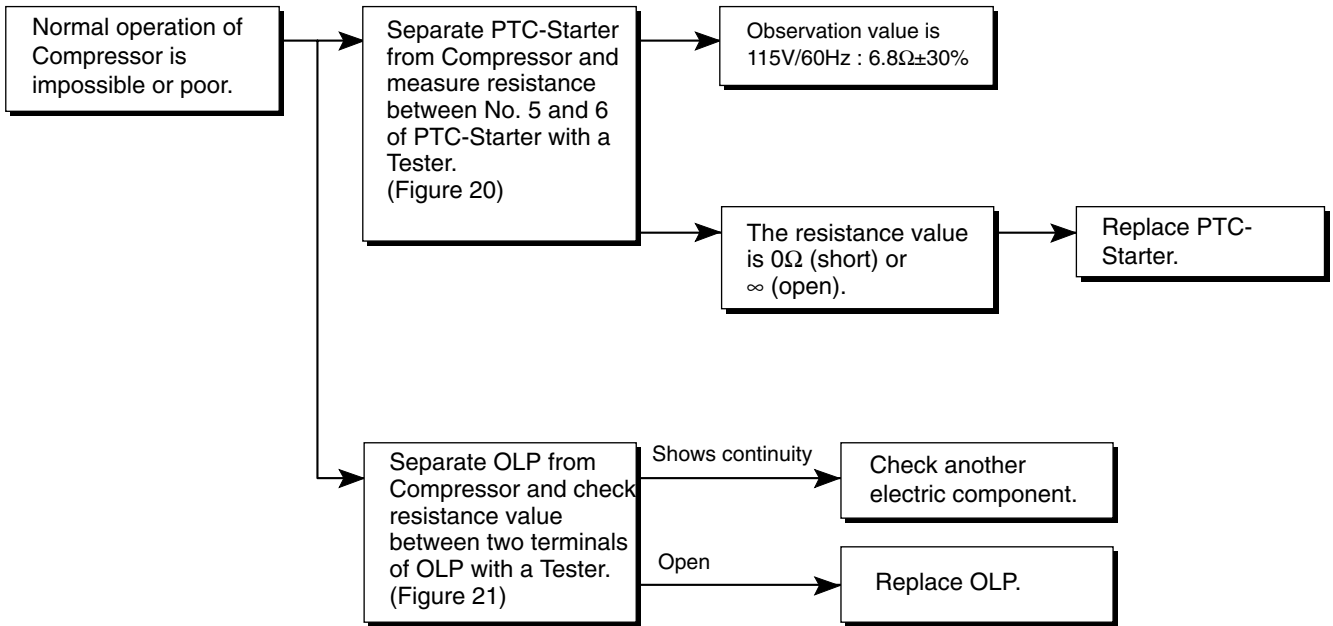 Normal operation of
Compressor is
impossible or poor.
Separate PTC-Starter
from Compressor and
measure resistance
between No. 5 and 6
of PTC-Starter with a
Tester.
(Figure 20)
Observation value is
115V/60Hz : 6.8Ω±30%
The resistance value
is 0Ω (short) or
∞ (open).
Replace PTC-
Starter.
Separate OLP from
Compressor and check
resistance value
between two terminals
of OLP with a Tester.
(Figure 21)
Shows continuity
Check another
electric component.
Open
Replace OLP.